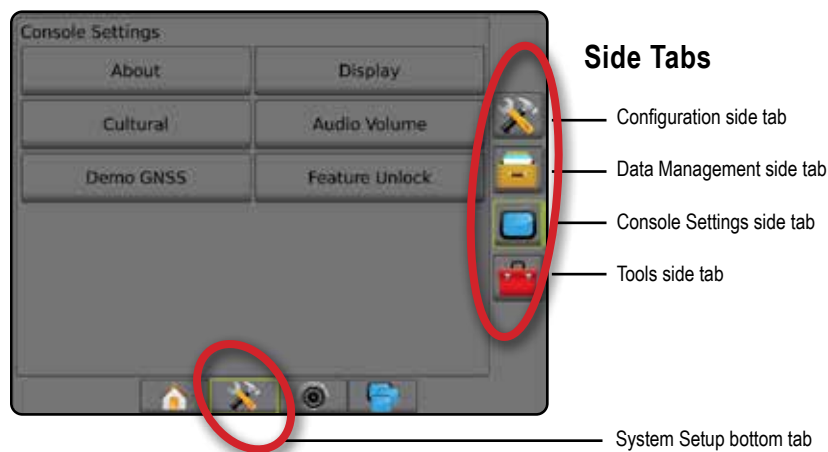 Console Settings
About
Display
Cultural
Audio Volume
Demo GNSS
Feature Unlock
Side Tabs
Configuration side tab
Data Management side tab
Console Settings side tab
Tools side tab
System Setup bottom tab